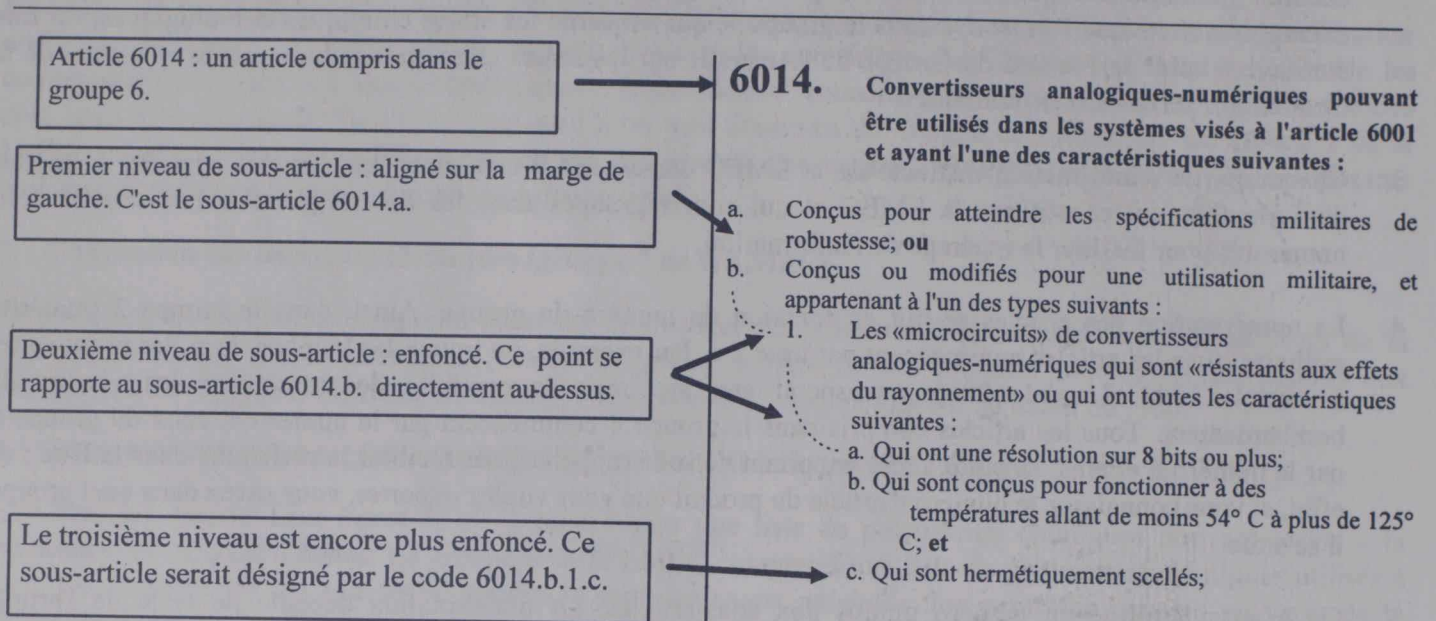 Article 6014 : un article compris dans le
groupe 6.
6014. Convertisseurs analogiques-numériques pouvant
être utilisés dans les systèmes visés à l'article 6001
et ayant l'une des caractéristiques suivantes :
Premier niveau de sous-article : aligné sur la marge de
gauche. C'est le sous-article 6014.a.
a. Conçus pour atteindre les spécifications militaires de
robustesse; ou
b. Conçus ou modifiés pour une utilisation militaire, et
appartenant à l'un des types suivants :
Deuxième niveau de sous-article : enfoncé. Ce point se
rapporte au sous-article 6014.b. directement au-dessus.
1. Les «microcircuits» de convertisseurs
analogiques-numériques qui sont «résistants aux effets
du rayonnement» ou qui ont toutes les caractéristiques
suivantes :
a. Qui ont une résolution sur 8 bits ou plus;
b. Qui sont conçus pour fonctionner à des
températures allant de moins 54° C à plus de 125°
C; et
Le troisième niveau est encore plus enfoncé. Ce
sous-article serait désigné par le code 6014.b.1.c.
c. Qui sont hermétiquement scellés;